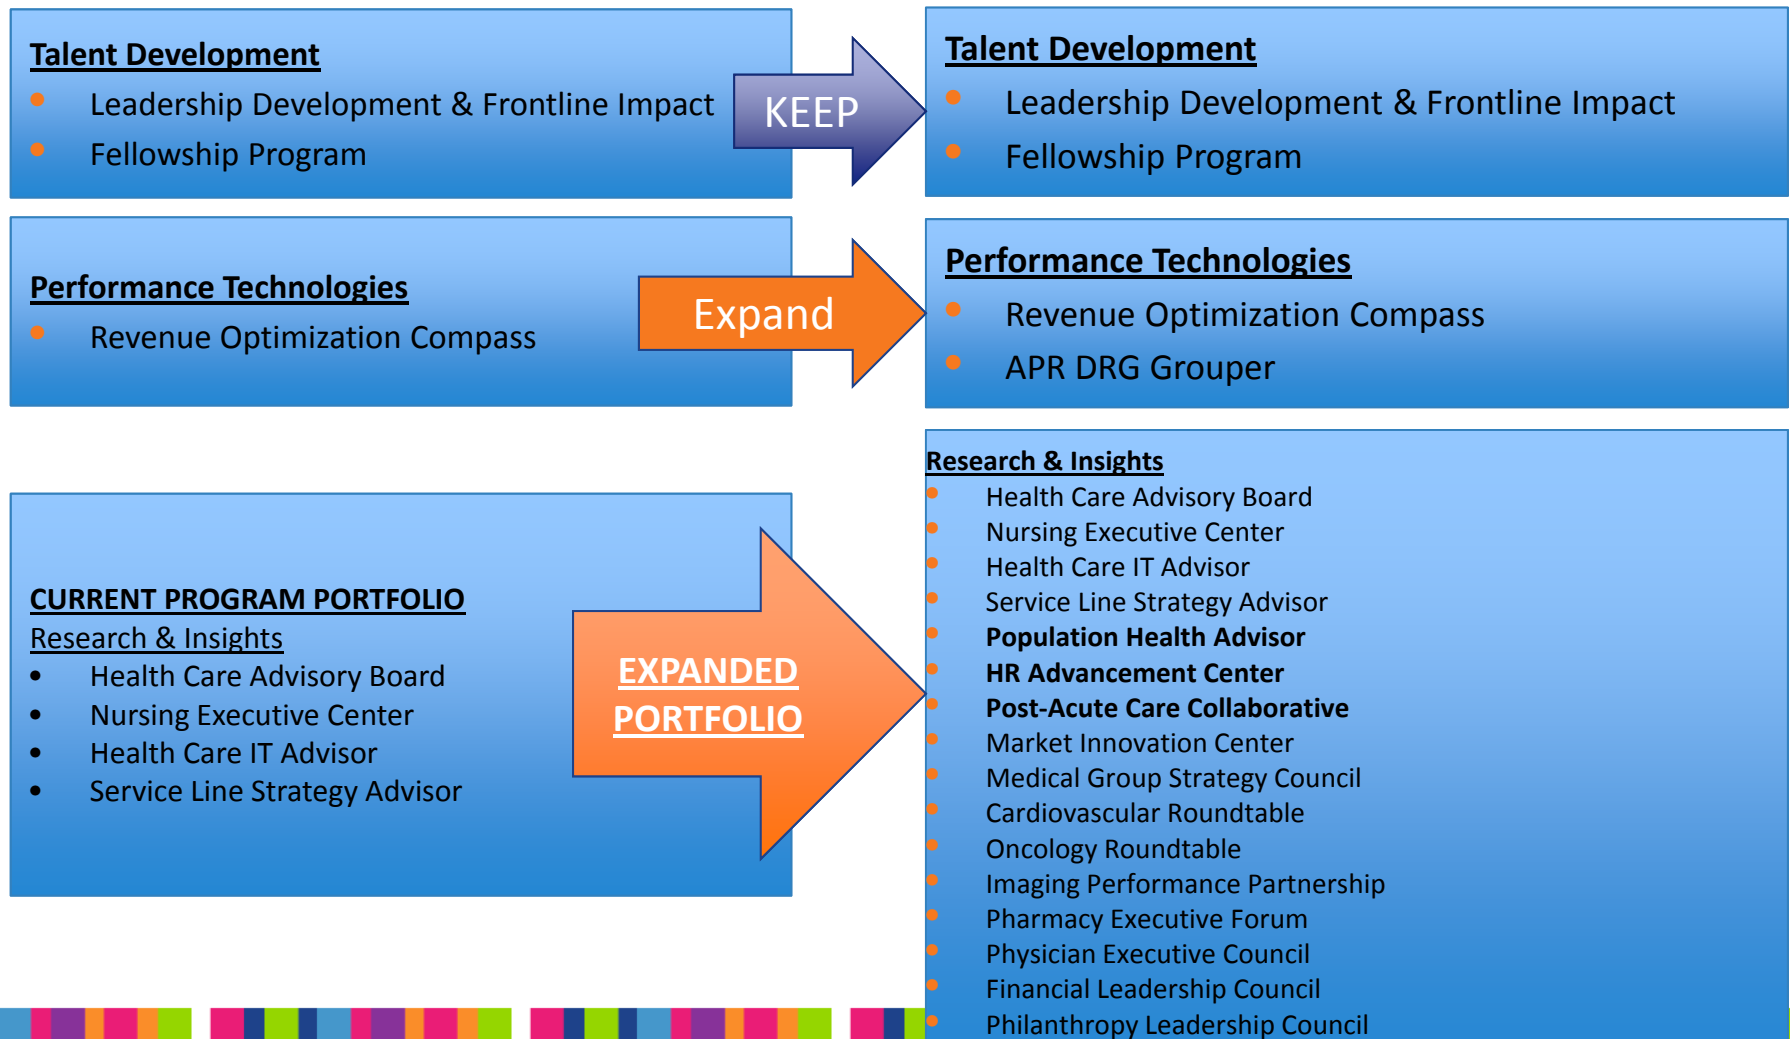 Talent Development
• Leadership Development & Frontline Impact
• Fellowship Program
KEEP
Talent Development
• Leadership Development & Frontline Impact
• Fellowship Program
Performance Technologies
• Revenue Optimization Compass
Expand
Performance Technologies
• Revenue Optimization Compass
• APR DRG Grouper
CURRENT PROGRAM PORTFOLIO
Research & Insights
• Health Care Advisory Board
• Nursing Executive Center
• Health Care IT Advisor
• Service Line Strategy Advisor
EXPANDED
PORTFOLIO
Research & Insights
• Health Care Advisory Board
• Nursing Executive Center
• Health Care IT Advisor
• Service Line Strategy Advisor
• Population Health Advisor
• HR Advancement Center
• Post-Acute Care Collaborative
• Market Innovation Center
• Medical Group Strategy Council
• Cardiovascular Roundtable
• Oncology Roundtable
• Imaging Performance Partnership
• Pharmacy Executive Forum
• Physician Executive Council
• Financial Leadership Council
• Philanthropy Leadership Council